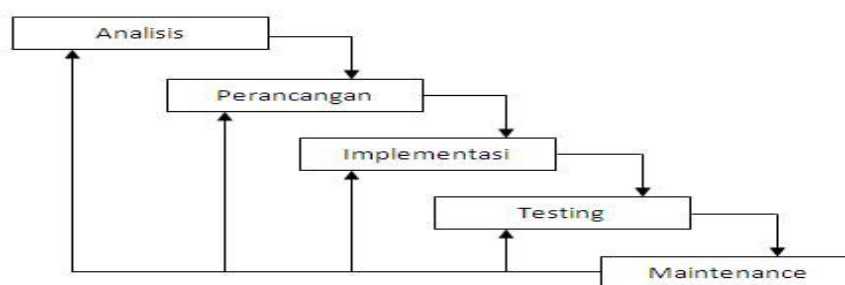 Analisis
Perancangan
Implementasi
Testing
Maintenance